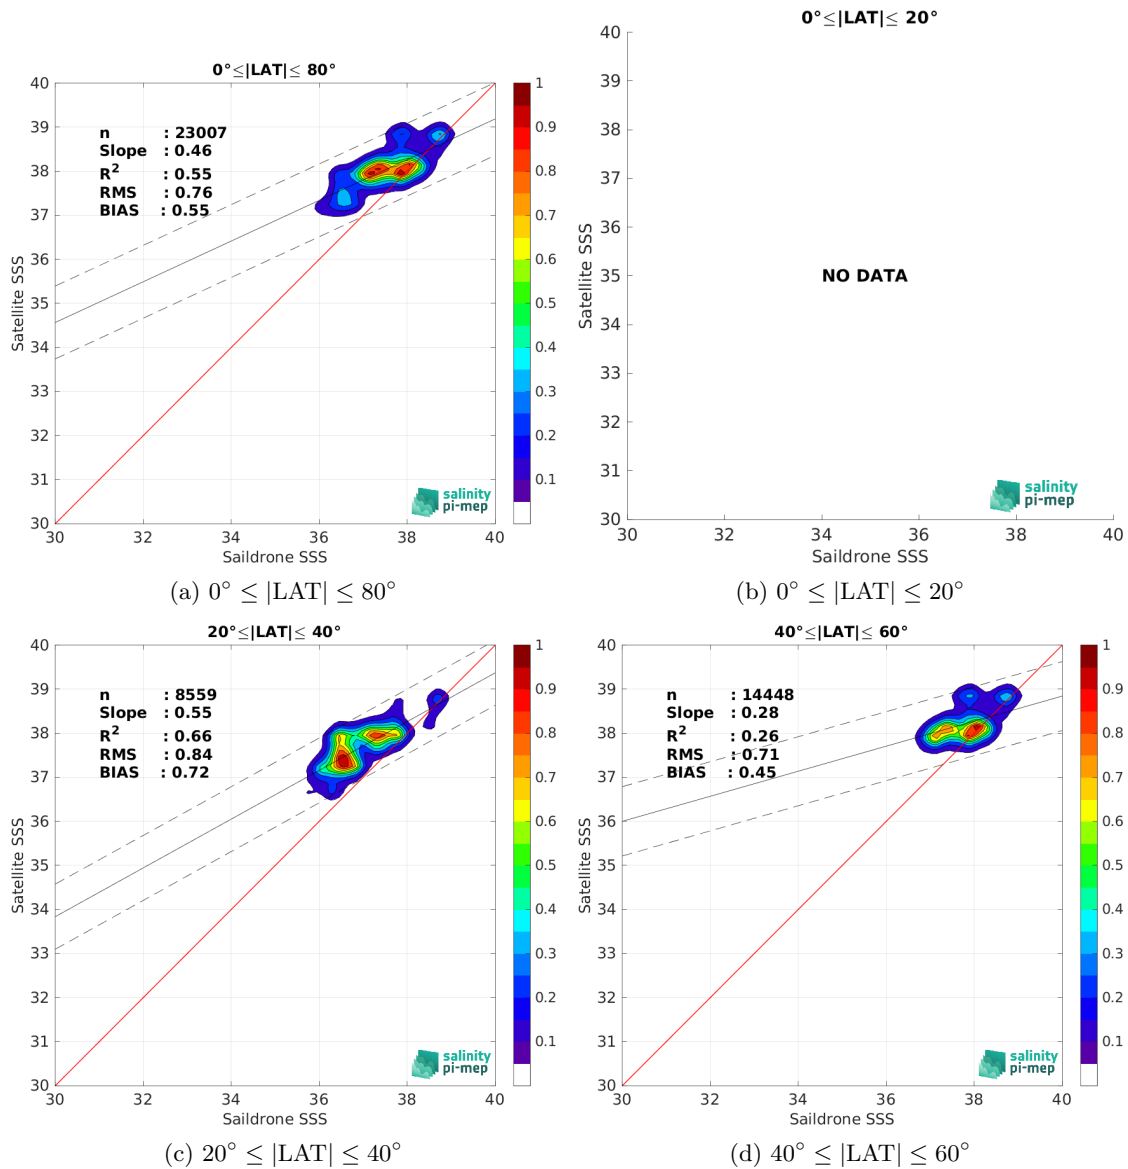 0°≤|LAT|≤ 80°
40
39
38
37
36
35
34
33
32
31
30
Satellite SSS
n : 23007
Slope : 0.46
R² : 0.55
RMS : 0.76
BIAS : 0.55
salinity
pi-mep
30 32 34 36 38 40
Saildrone SSS
1
0.9
0.8
0.7
0.6
0.5
0.4
0.3
0.2
0.1
(a) 0° ≤ |LAT| ≤ 80°
0°≤|LAT|≤ 20°
40
39
38
37
36
35
34
33
32
31
30
Satellite SSS
NO DATA
salinity
pi-mep
30 32 34 36 38 40
Saildrone SSS
(b) 0° ≤ |LAT| ≤ 20°
20°≤|LAT|≤ 40°
40
39
38
37
36
35
34
33
32
31
30
Satellite SSS
n : 8559
Slope : 0.55
R² : 0.66
RMS : 0.84
BIAS : 0.72
salinity
pi-mep
30 32 34 36 38 40
Saildrone SSS
1
0.9
0.8
0.7
0.6
0.5
0.4
0.3
0.2
0.1
(c) 20° ≤ |LAT| ≤ 40°
40°≤|LAT|≤ 60°
40
39
38
37
36
35
34
33
32
31
30
Satellite SSS
n : 14448
Slope : 0.28
R² : 0.26
RMS : 0.71
BIAS : 0.45
salinity
pi-mep
30 32 34 36 38 40
Saildrone SSS
1
0.9
0.8
0.7
0.6
0.5
0.4
0.3
0.2
0.1
(d) 40° ≤ |LAT| ≤ 60°